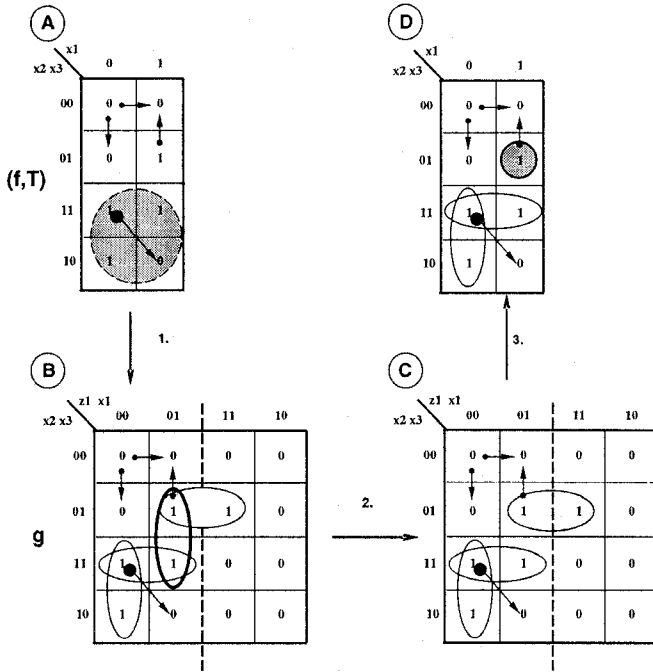 A
x1
x2 x3
0 1
00 0 0
01 0 1
(f,T)
11 1 1
10 1 0
D
x1
x2 x3
0 1
00 0 0
01 0 1
11 1 1
10 1 0
1.
3.
B
z1 x1
x2 x3
00 01 11 10
00 0 0 0 0
01 0 1 1 0
g
11 1 1 0 0
10 1 0 0 0
2.
C
z1 x1
x2 x3
00 01 11 10
00 0 0 0 0
01 0 1 1 0
11 1 1 0 0
10 1 0 0 0